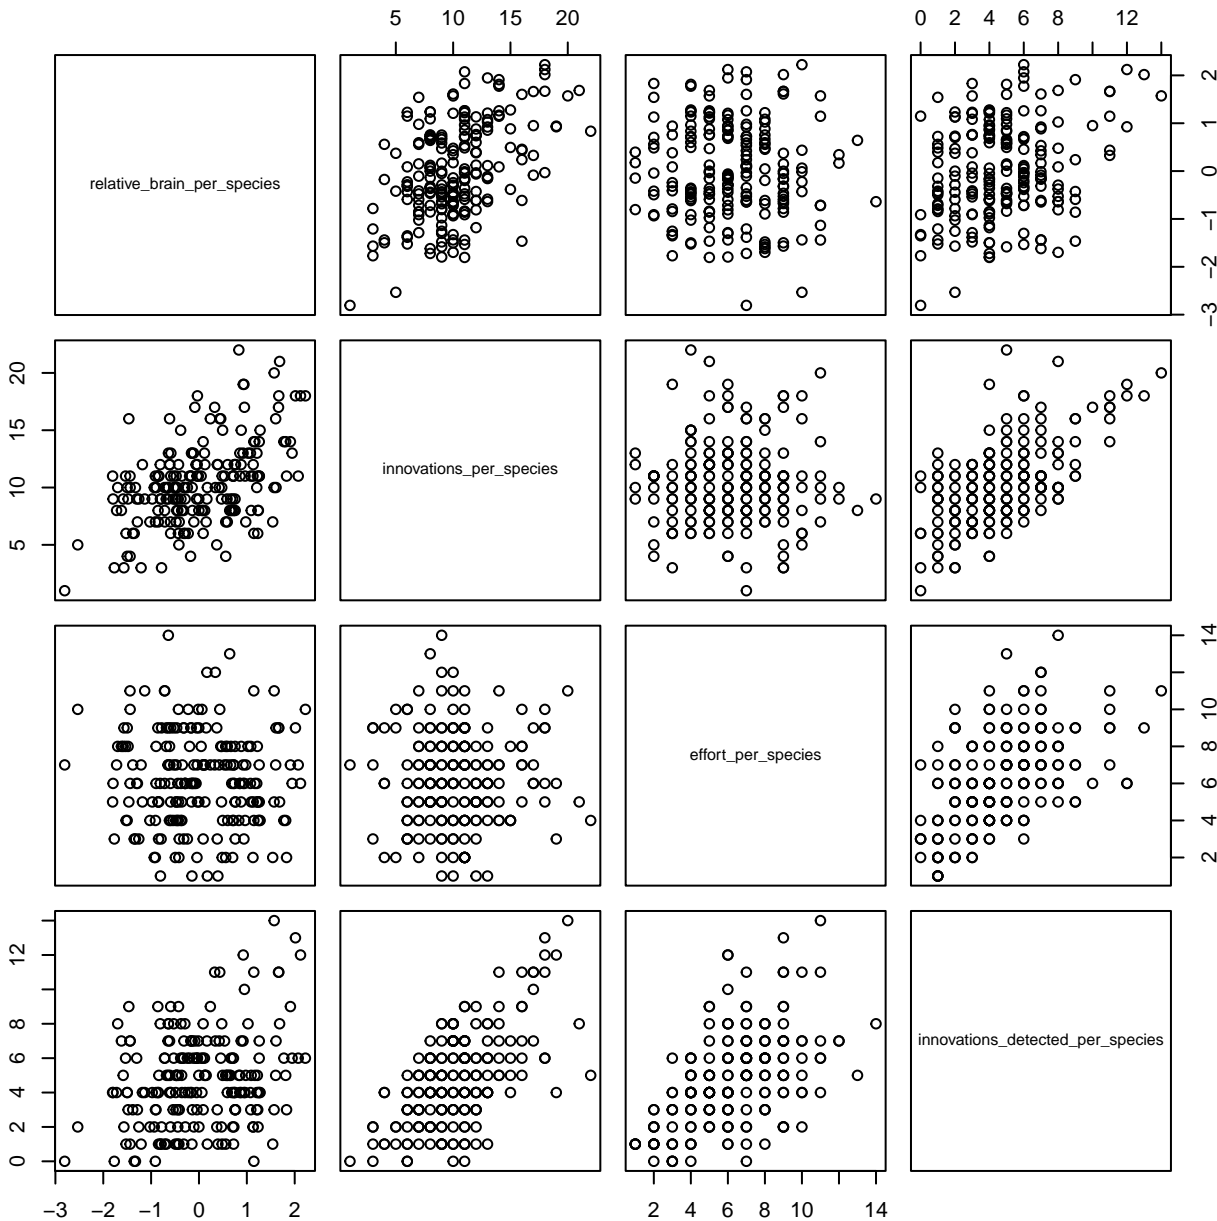 5 10 15 20
0 2 4 6 12
relative_brain_per_species
2
1
0
−1
−2
−3
20
15
10
5
innovations_per_species
effort_per_species
14
10
8
6
4
2
12
8
6
4
2
0
innovations_detected_per_species
−3 −2 −1 0 1 2
2 4 6 8 10 14